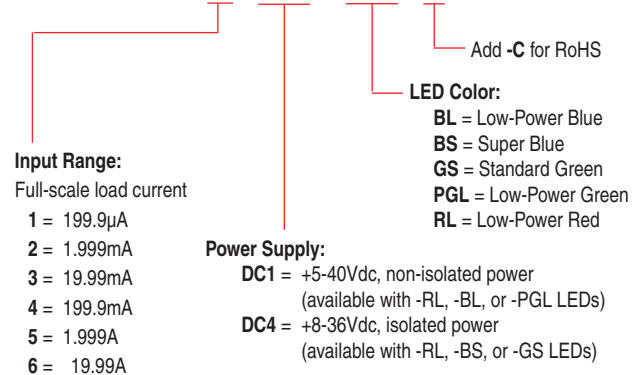 Add -C for RoHS
LED Color:
BL = Low-Power Blue
BS = Super Blue
GS = Standard Green
PGL = Low-Power Green
RL = Low-Power Red
Input Range:
Full-scale load current
1 = 199.9µA
2 = 1.999mA
3 = 19.99mA
4 = 199.9mA
5 = 1.999A
6 = 19.99A
Power Supply:
DC1 = +5-40Vdc, non-isolated power
(available with -RL, -BL, or -PGL LEDs)
DC4 = +8-36Vdc, isolated power
(available with -RL, -BS, or -GS LEDs)